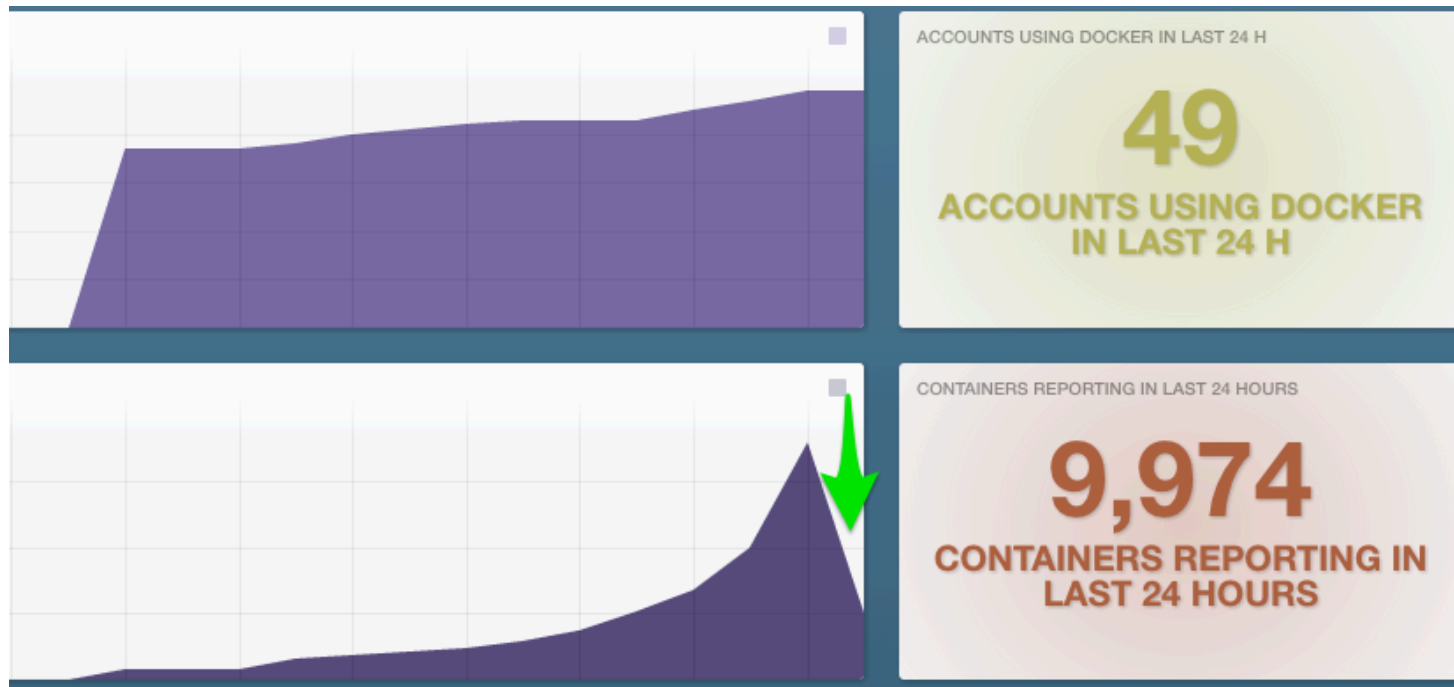 ACCOUNTS USING DOCKER IN LAST 24 H
49
ACCOUNTS USING DOCKER
IN LAST 24 H
CONTAINERS REPORTING IN LAST 24 HOURS
9,974
CONTAINERS REPORTING IN
LAST 24 HOURS